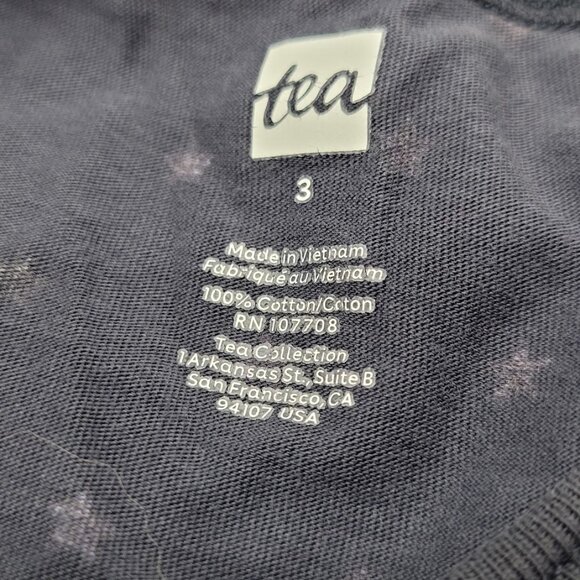 tea
3
Made in Vietnam
Fabriqué au Vietnam
100% Cotton/Coton
RN 107708
Tea Collection
1 Arkansas St., Suite B
San Francisco, CA
94107 USA